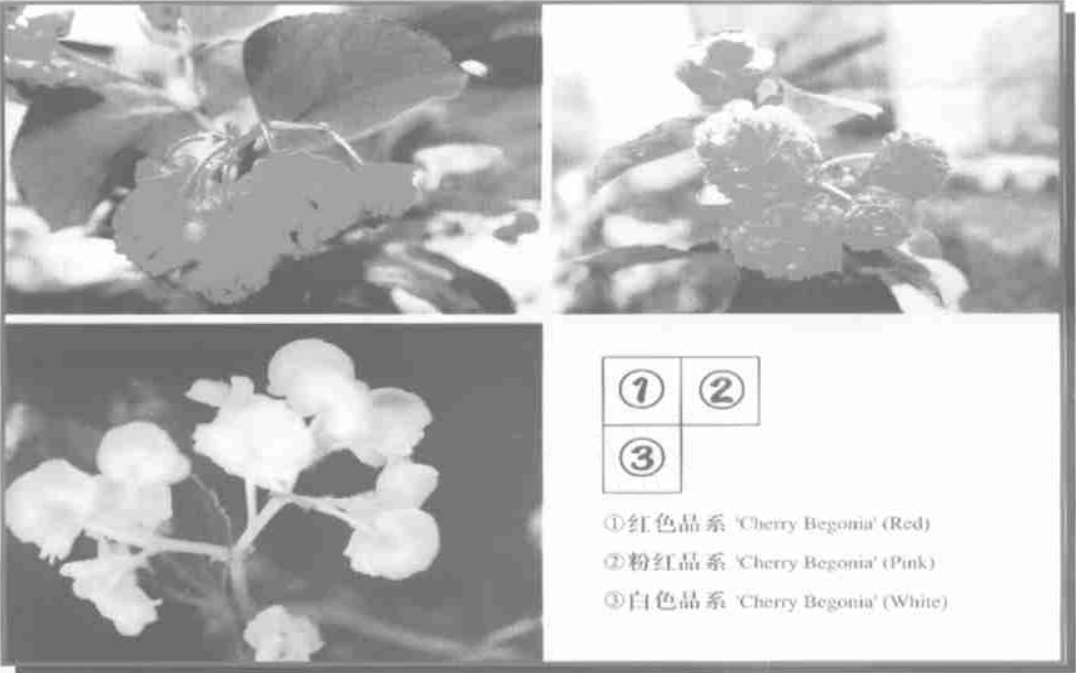 ① ②
③
①红色品系 'Cherry Begonia' (Red)
②粉红品系 'Cherry Begonia' (Pink)
③白色品系 'Cherry Begonia' (White)